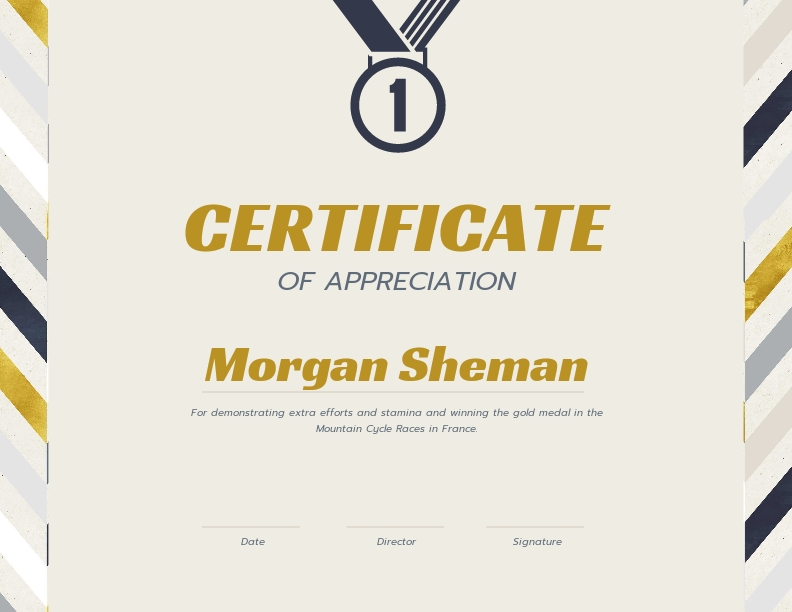 1
CERTIFICATE
OF APPRECIATION
Morgan Sheman
For demonstrating extra efforts and stamina and winning the gold medal in the
Mountain Cycle Races in France.
Date Director Signature